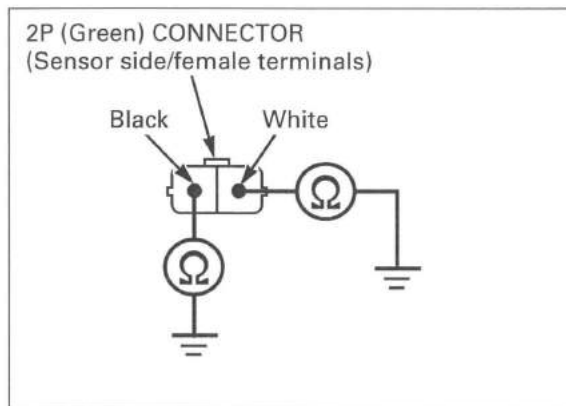 2P (Green) CONNECTOR
(Sensor side/female terminals)
Black
White
Ω
Ω